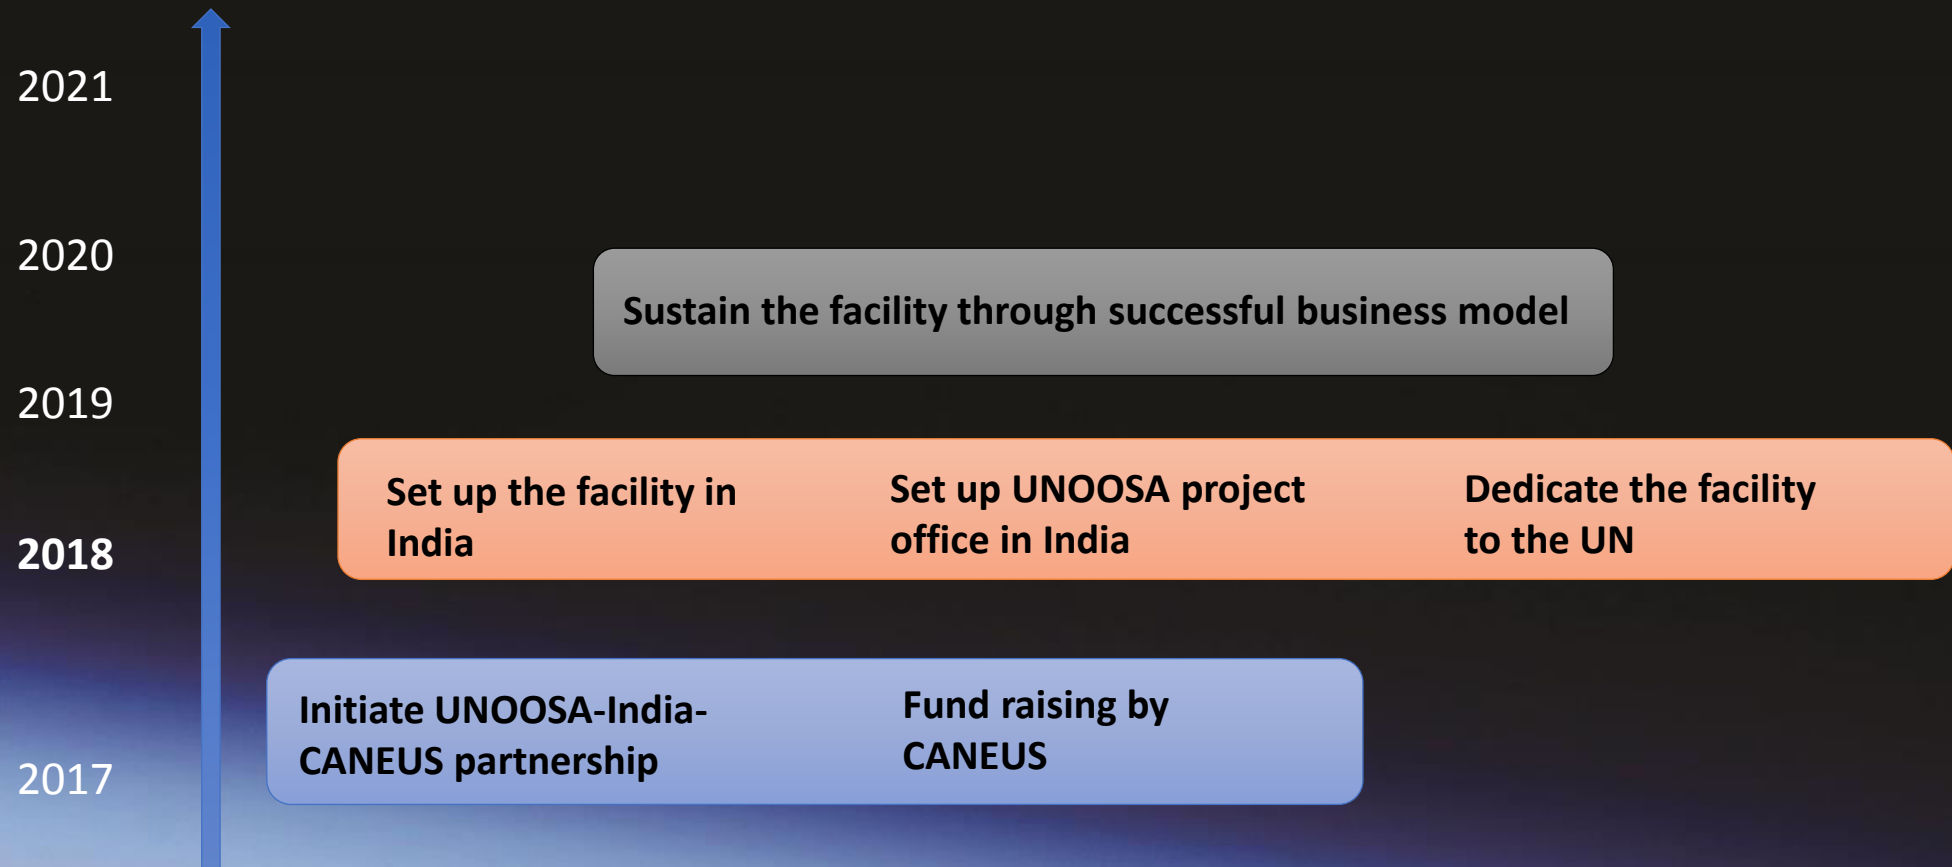 2021
2020
Sustain the facility through successful business model
2019
Set up the facility in
India
Set up UNOOSA project
office in India
Dedicate the facility
to the UN
2018
Initiate UNOOSA-India-
CANEUS partnership
Fund raising by
CANEUS
2017